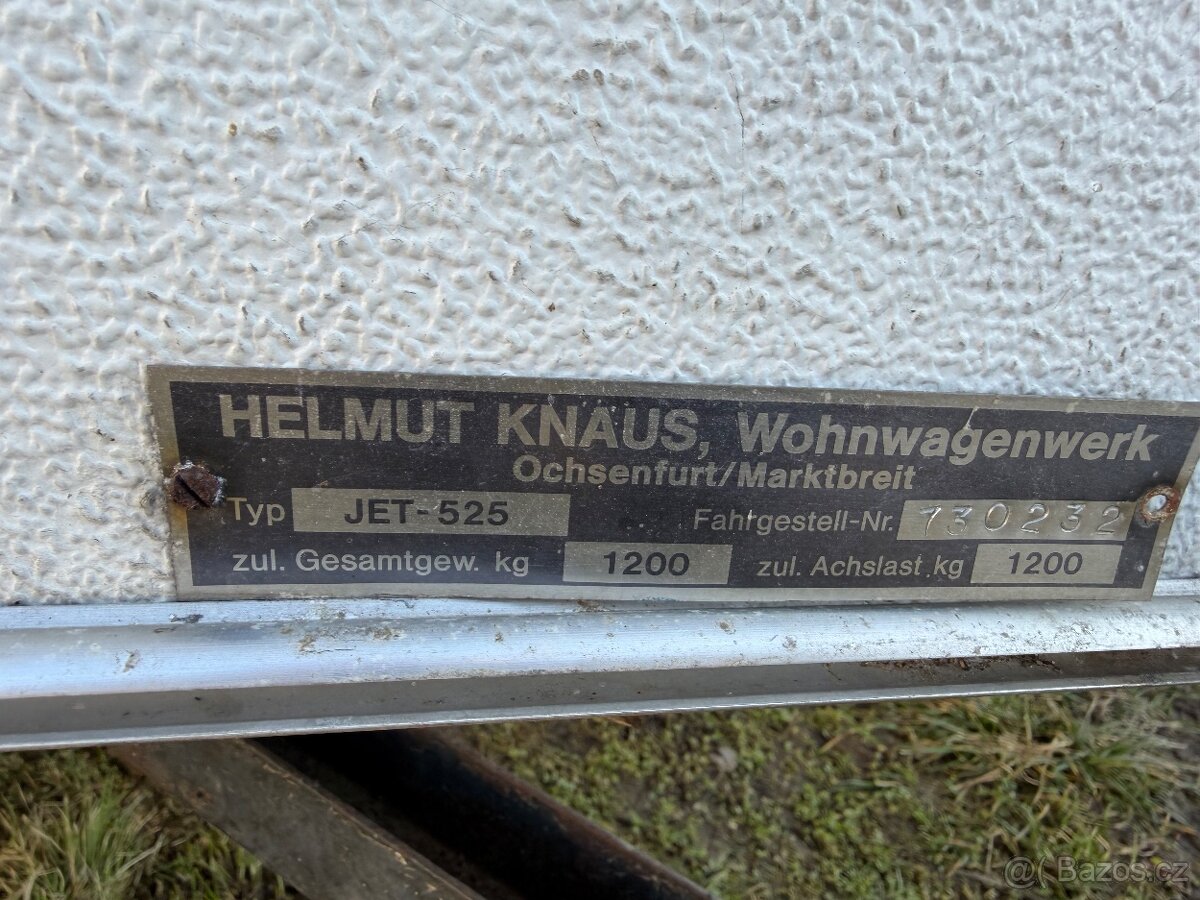 HELMUT KNAUS, Wohnwagenwerk
Ochsenfurt/Marktbreit
Typ JET-525 Fahrgestell-Nr. 730232
zul. Gesamtgew. kg 1200 zul. Achslast kg 1200
@ Bazos.cz